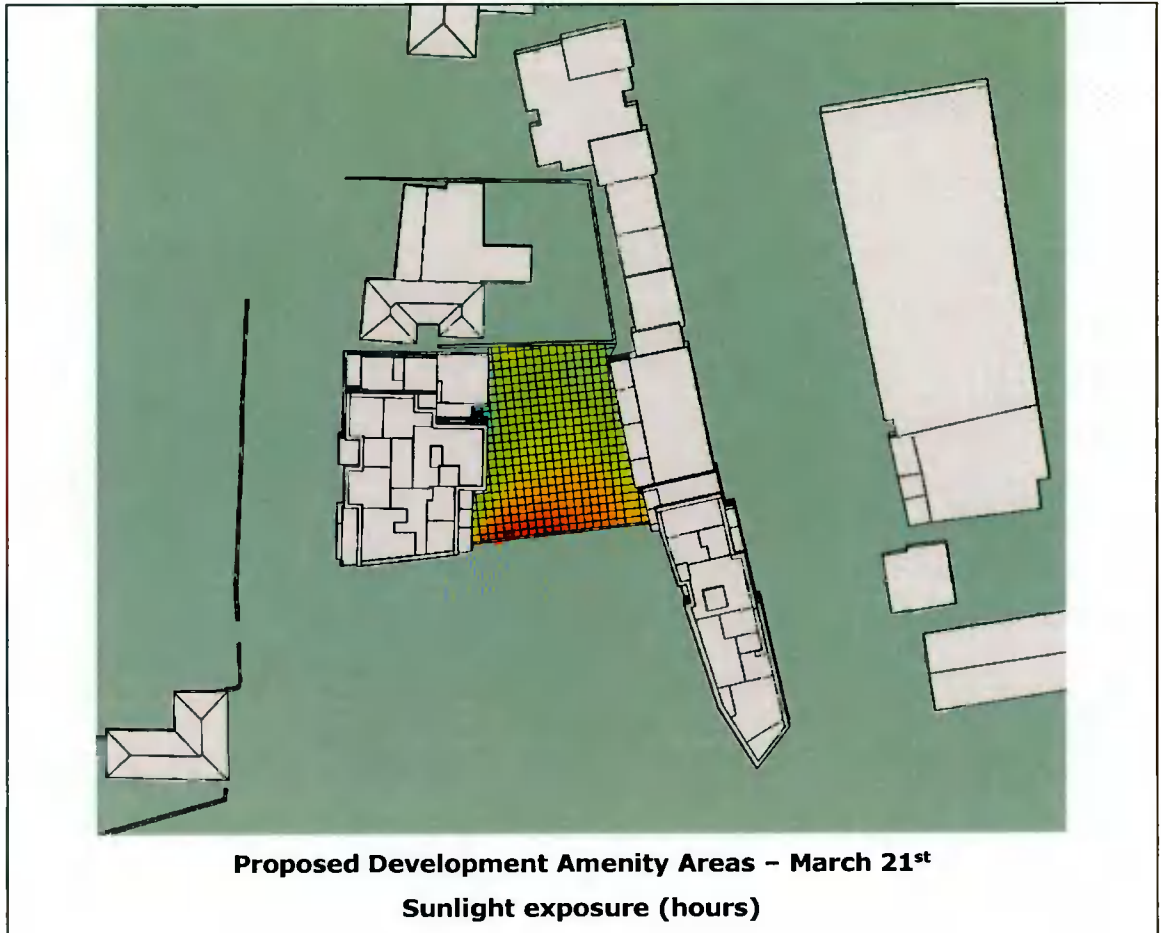 Proposed Development Amenity Areas – March 21st
Sunlight exposure (hours)